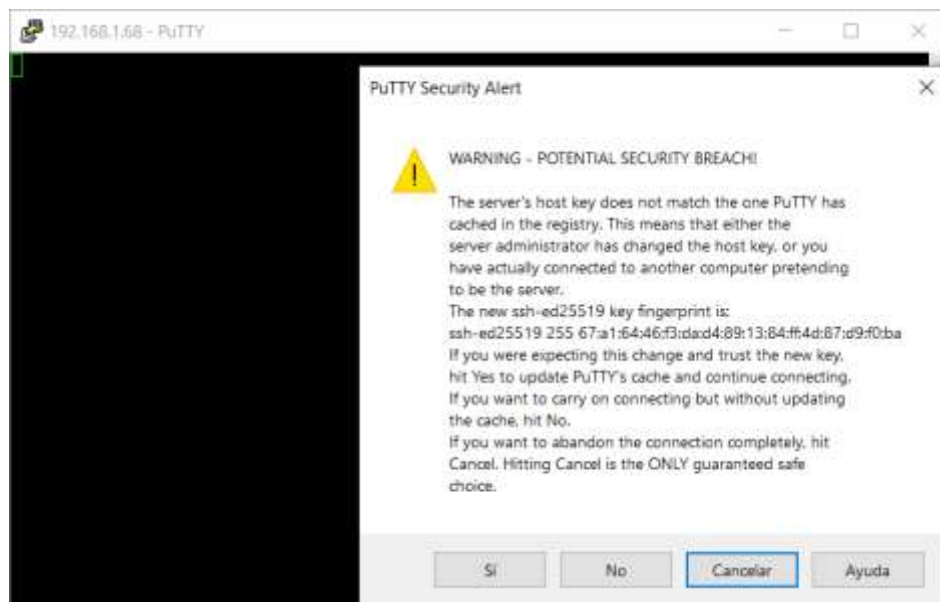 192.168.1.68 - PuTTY
PuTTY Security Alert
WARNING - POTENTIAL SECURITY BREACH!
The server's host key does not match the one PuTTY has
cached in the registry. This means that either the
server administrator has changed the host key, or you
have actually connected to another computer pretending
to be the server.
The new ssh-ed25519 key fingerprint is:
ssh-ed25519 255 67:a1:64:46:f3:da:d4:89:13:84:ff:4d:87:d9:f0:ba
If you were expecting this change and trust the new key,
hit Yes to update PuTTY's cache and continue connecting.
If you want to carry on connecting but without updating
the cache, hit No.
If you want to abandon the connection completely, hit
Cancel. Hitting Cancel is the ONLY guaranteed safe
choice.
Sí
No
Cancelar
Ayuda